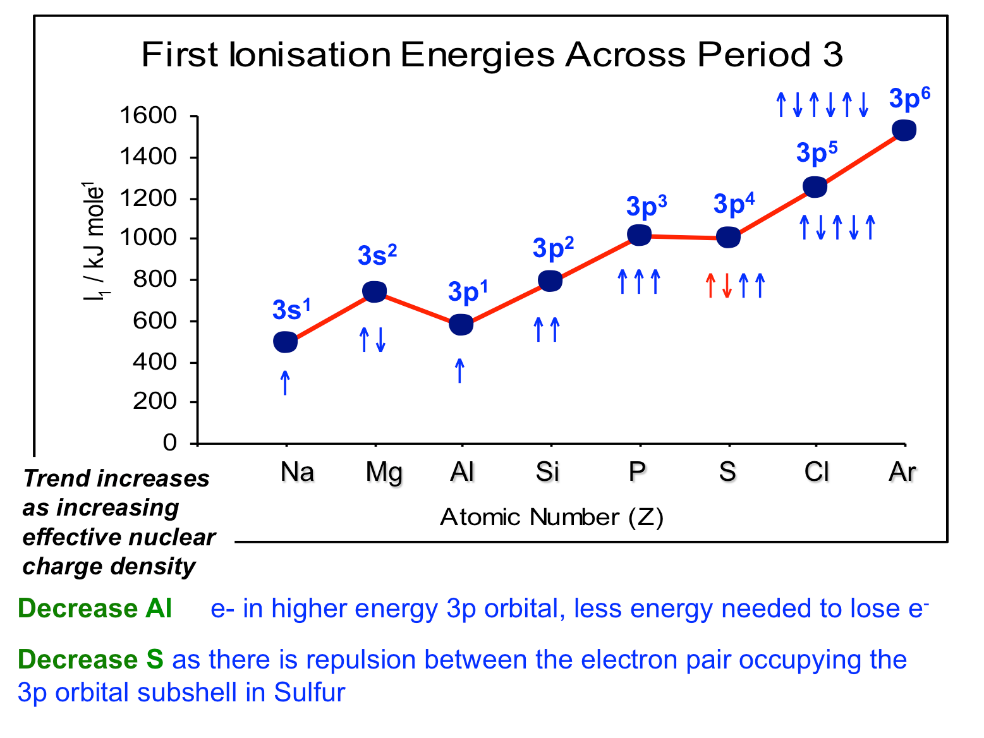 First Ionisation Energies Across Period 3
I₁ / kJ mole¹
1600
1400
1200
1000
800
600
400
200
0
3s¹
↑
3s²
↑↓
3p¹
↑
3p²
↑↑
3p³
↑↑↑
3p⁴
↑↓↑↑
3p⁵
↑↓↑↓↑
↑↓↑↓↑↓ 3p⁶
Na Mg Al Si P S Cl Ar
Atomic Number (Z)
Trend increases
as increasing
effective nuclear
charge density
Decrease Al e- in higher energy 3p orbital, less energy needed to lose e⁻
Decrease S as there is repulsion between the electron pair occupying the
3p orbital subshell in Sulfur